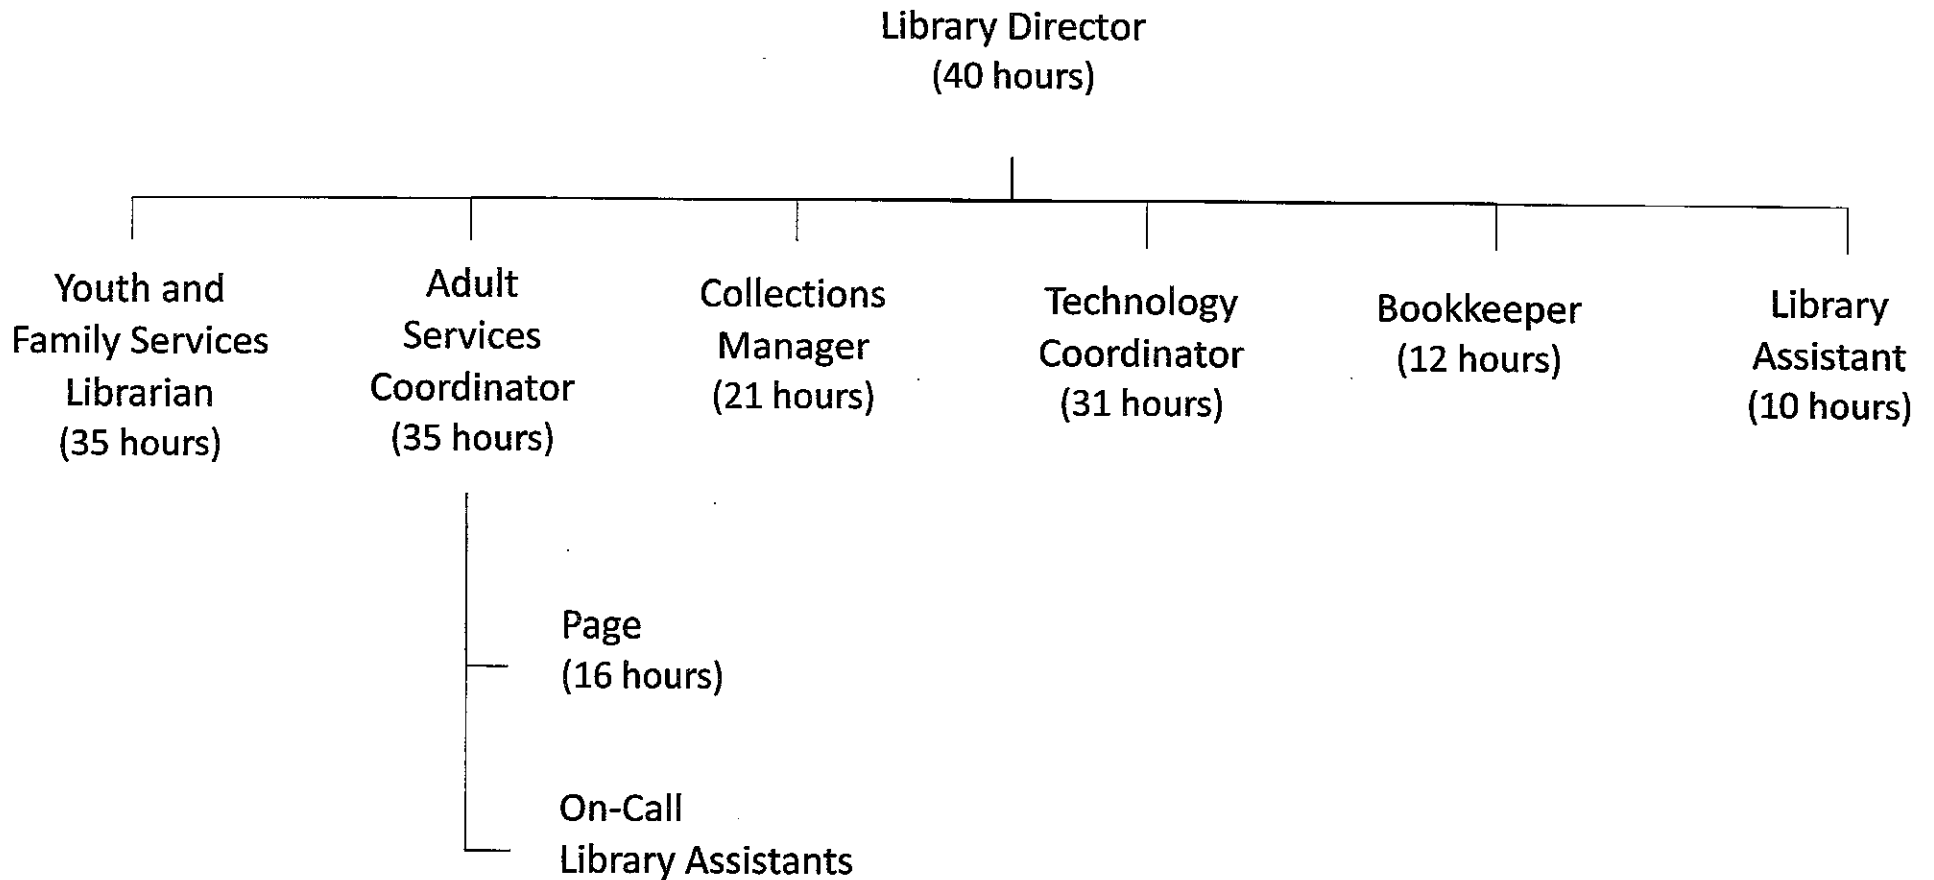 Library Director
(40 hours)
Youth and
Family Services
Librarian
(35 hours)
Adult
Services
Coordinator
(35 hours)
Collections
Manager
(21 hours)
Technology
Coordinator
(31 hours)
Bookkeeper
(12 hours)
Library
Assistant
(10 hours)
Page
(16 hours)
On-Call
Library Assistants